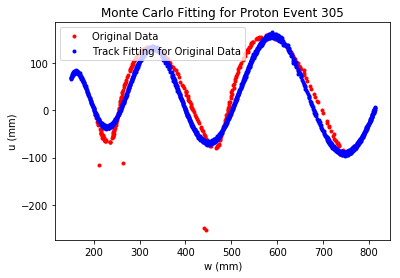 Monte Carlo Fitting for Proton Event 305
Original Data
Track Fitting for Original Data
100
0
−100
−200
u (mm)
200 300 400 500 600 700 800
w (mm)